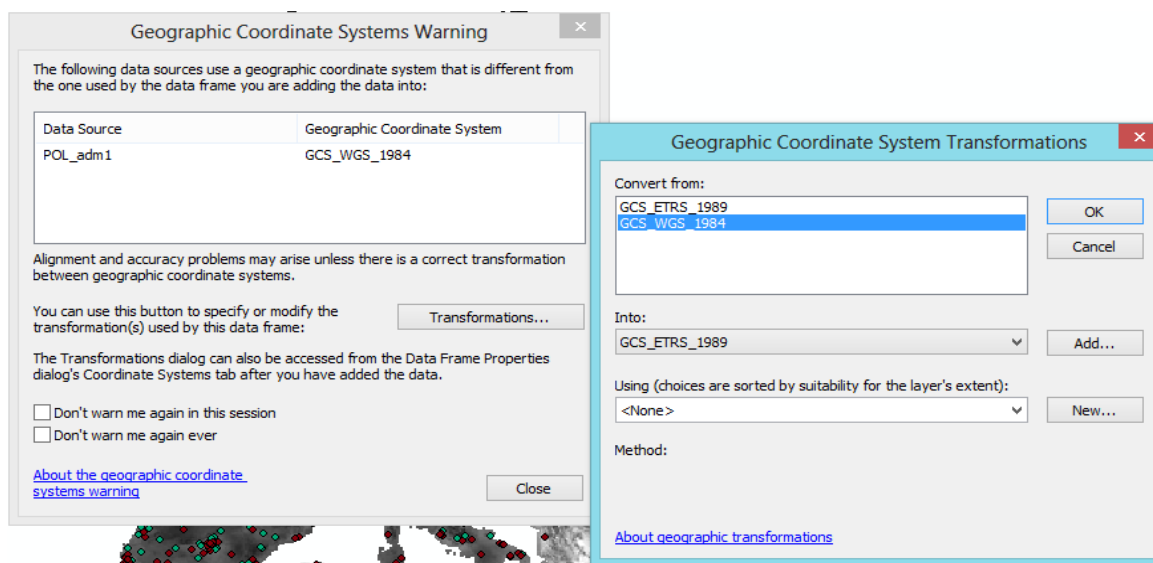 Geographic Coordinate Systems Warning
The following data sources use a geographic coordinate system that is different from
the one used by the data frame you are adding the data into:
Data Source Geographic Coordinate System
POL_adm1 GCS_WGS_1984
Alignment and accuracy problems may arise unless there is a correct transformation
between geographic coordinate systems.
You can use this button to specify or modify the
transformation(s) used by this data frame:
Transformations...
The Transformations dialog can also be accessed from the Data Frame Properties
dialog's Coordinate Systems tab after you have added the data.
Don't warn me again in this session
Don't warn me again ever
About the geographic coordinate
systems warning
Close
Geographic Coordinate System Transformations
Convert from:
GCS_ETRS_1989
GCS_WGS_1984
OK
Cancel
Into:
GCS_ETRS_1989
Add...
Using (choices are sorted by suitability for the layer's extent):
<None>
New...
Method:
About geographic transformations